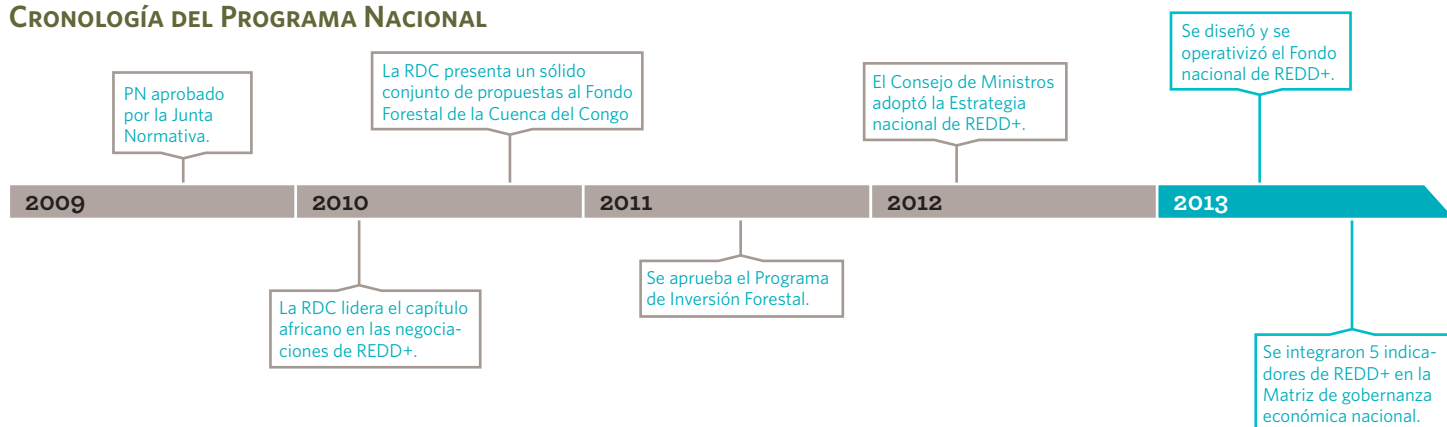 CRONOLOGÍA DEL PROGRAMA NACIONAL
PN aprobado
por la Junta
Normativa.
La RDC presenta un sólido
conjunto de propuestas al Fondo
Forestal de la Cuenca del Congo
El Consejo de Ministros
adoptó la Estrategia
nacional de REDD+.
Se diseñó y se
operativizó el Fondo
nacional de REDD+.
2009
2010
2011
2012
2013
La RDC lidera el capítulo
africano en las negocia-
ciones de REDD+.
Se aprueba el Programa
de Inversión Forestal.
Se integraron 5 indica-
dores de REDD+ en la
Matriz de gobernanza
económica nacional.